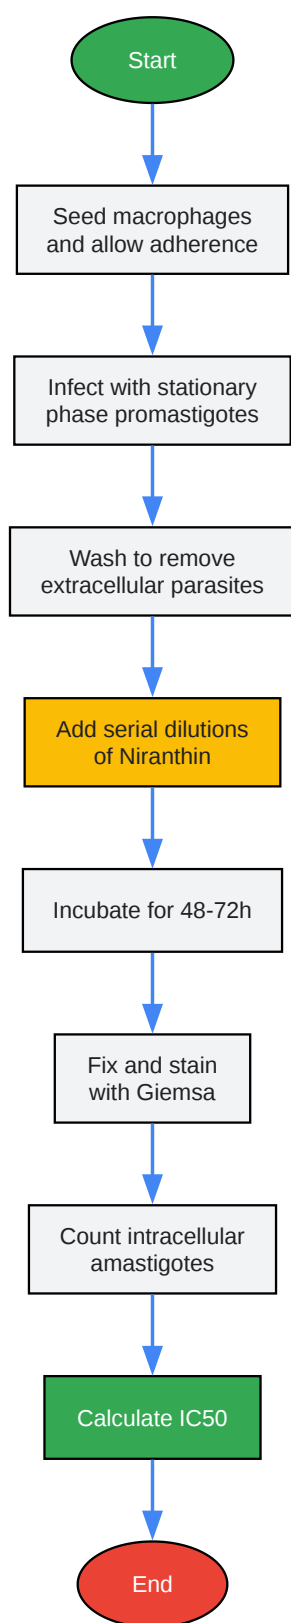 Start
Seed macrophages
and allow adherence
Infect with stationary
phase promastigotes
Wash to remove
extracellular parasites
Add serial dilutions
of Niranthin
Incubate for 48-72h
Fix and stain
with Giemsa
Count intracellular
amastigotes
Calculate IC50
End